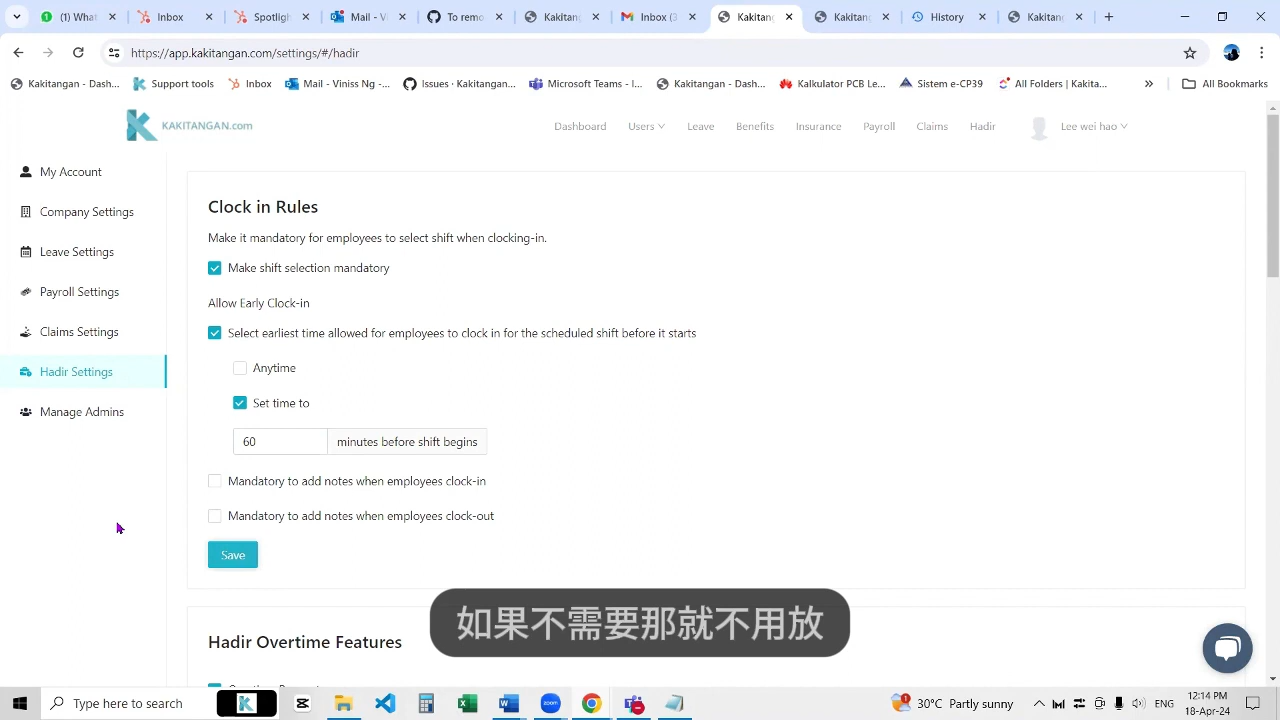 (1)
Spotligh
Mail - Vi
To remo
Kakitang
Inbox (3
Kakitang
Kakitang
History
Kakitang
https://app.kakitangan.com/settings/#/hadir
Kakitangan - Dash...
Support tools
Inbox
Mail - Viniss Ng -...
Issues · Kakitangan...
Microsoft Teams - I...
Kakitangan - Dash...
Kalkulator PCB Le...
Sistem e-CP39
All Folders | Kakita...
All Bookmarks
KAKITANGAN.com
Dashboard
Users
Leave
Benefits
Insurance
Payroll
Claims
Hadir
Lee wei hao
My Account
Company Settings
Leave Settings
Payroll Settings
Claims Settings
Hadir Settings
Manage Admins
Clock in Rules
Make it mandatory for employees to select shift when clocking-in.
Make shift selection mandatory
Allow Early Clock-in
Select earliest time allowed for employees to clock in for the scheduled shift before it starts
Anytime
Set time to
60 minutes before shift begins
Mandatory to add notes when employees clock-in
Mandatory to add notes when employees clock-out
Save
如果不需要那就不用放
Hadir Overtime Features
Type here to search
30°C Partly sunny
ENG
12:14 PM
18-Apr-24